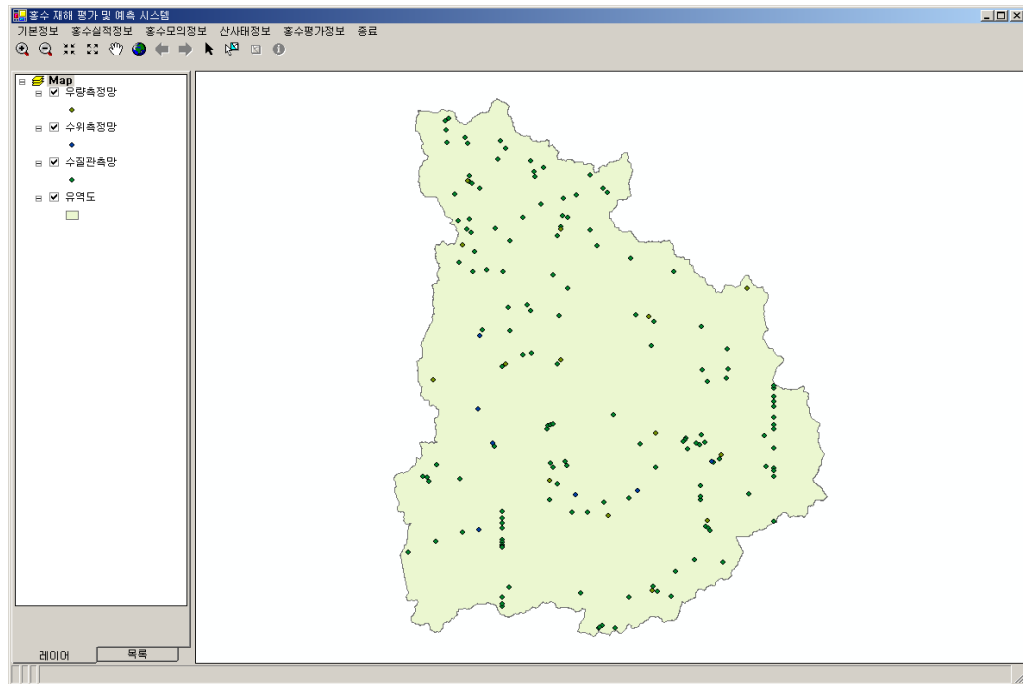 홍수 재해 평가 및 예측 시스템
기본정보 홍수실적정보 홍수모의정보 산사태정보 홍수평가정보 종료
Map
우량측정망
수위측정망
수질관측망
유역도
레이어 목록